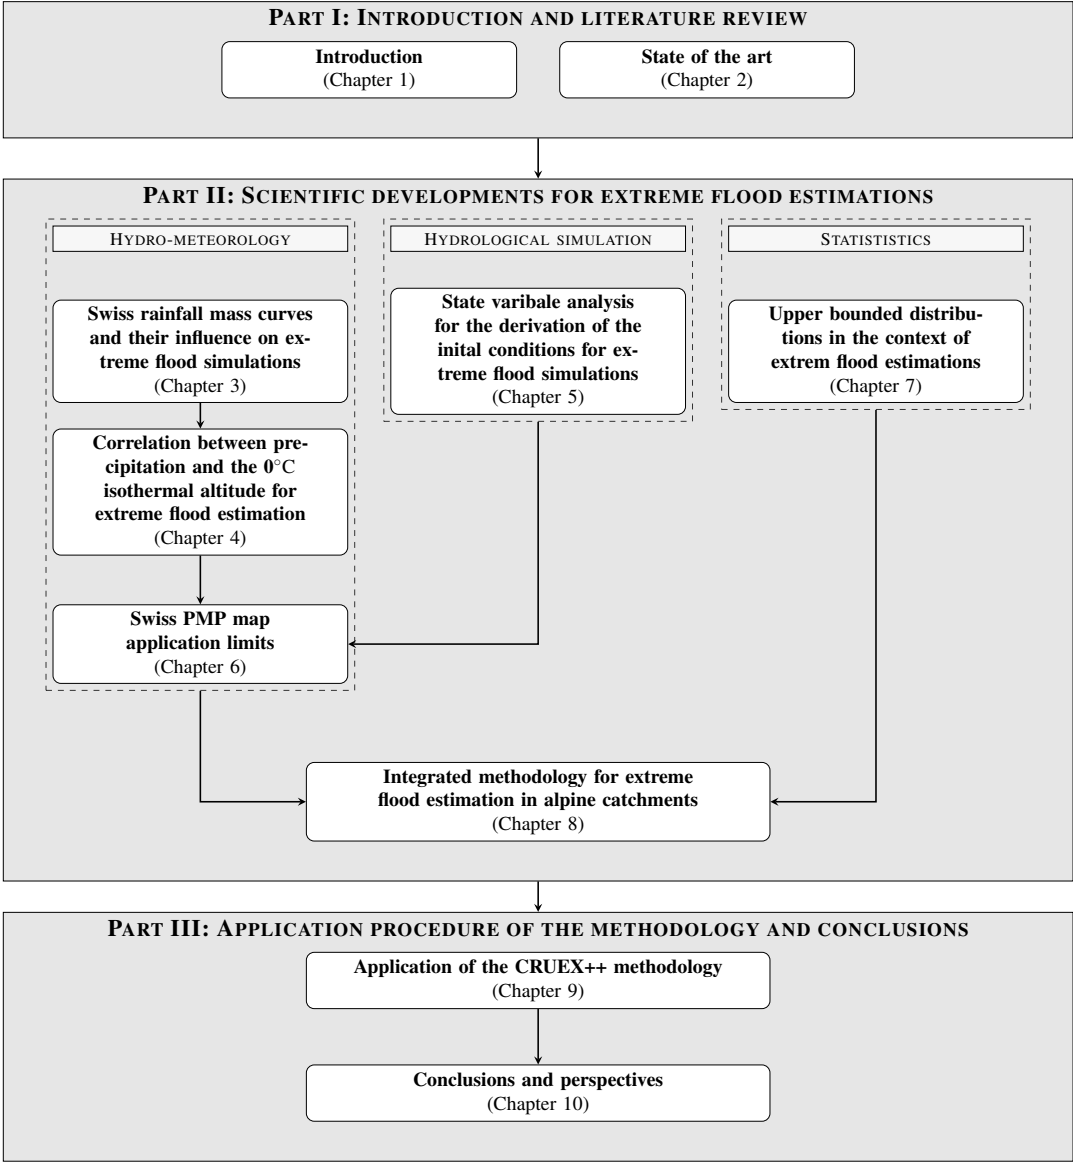 PART I: INTRODUCTION AND LITERATURE REVIEW
Introduction
(Chapter 1)
State of the art
(Chapter 2)
PART II: SCIENTIFIC DEVELOPMENTS FOR EXTREME FLOOD ESTIMATIONS
HYDRO-METEOROLOGY
Swiss rainfall mass curves
and their influence on ex-
treme flood simulations
(Chapter 3)
Correlation between pre-
cipitation and the 0°C
isothermal altitude for
extreme flood estimation
(Chapter 4)
Swiss PMP map
application limits
(Chapter 6)
HYDROLOGICAL SIMULATION
State varibale analysis
for the derivation of the
inital conditions for ex-
treme flood simulations
(Chapter 5)
STATISTISTICS
Upper bounded distribu-
tions in the context of
extrem flood estimations
(Chapter 7)
Integrated methodology for extreme
flood estimation in alpine catchments
(Chapter 8)
PART III: APPLICATION PROCEDURE OF THE METHODOLOGY AND CONCLUSIONS
Application of the CRUEX++ methodology
(Chapter 9)
Conclusions and perspectives
(Chapter 10)